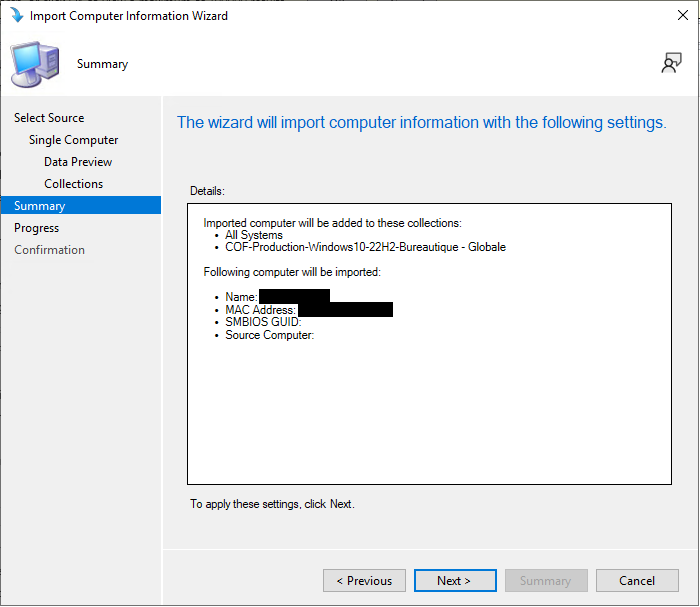 Import Computer Information Wizard
Summary
Select Source
Single Computer
Data Preview
Collections
Summary
Progress
Confirmation
The wizard will import computer information with the following settings.
Details:
Imported computer will be added to these collections:
• All Systems
• COF-Production-Windows10-22H2-Bureautique - Globale
Following computer will be imported:
• Name:
• MAC Address:
• SMBIOS GUID:
• Source Computer:
To apply these settings, click Next.
< Previous
Next >
Summary
Cancel